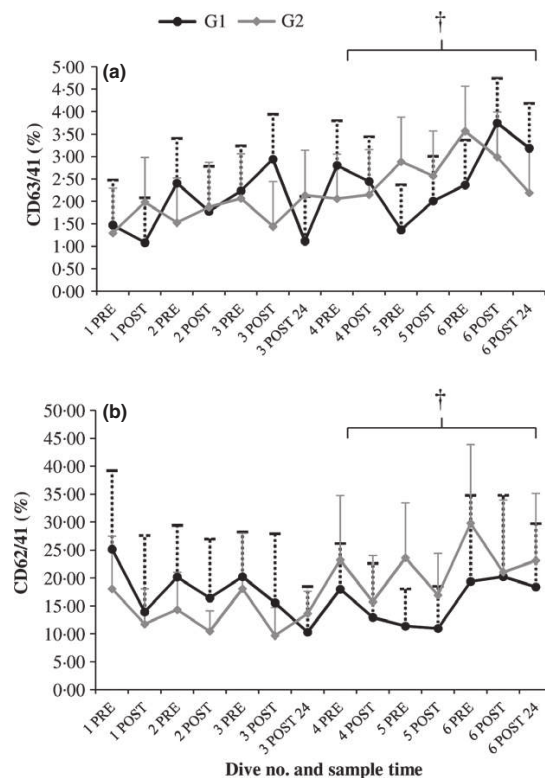 G1 G2
†
(a)
CD63/41 (%)
5·00
4·50
4·00
3·50
3·00
2·50
2·00
1·50
1·00
0·50
0·00
1 PRE
1 POST
2 PRE
2 POST
3 PRE
3 POST
3 POST 24
4 PRE
4 POST
5 PRE
5 POST
6 PRE
6 POST
6 POST 24
†
(b)
CD62/41 (%)
50·00
45·00
40·00
35·00
30·00
25·00
20·00
15·00
10·00
05·00
0·00
1 PRE
1 POST
2 PRE
2 POST
3 PRE
3 POST
3 POST 24
4 PRE
4 POST
5 PRE
5 POST
6 PRE
6 POST
6 POST 24
Dive no. and sample time